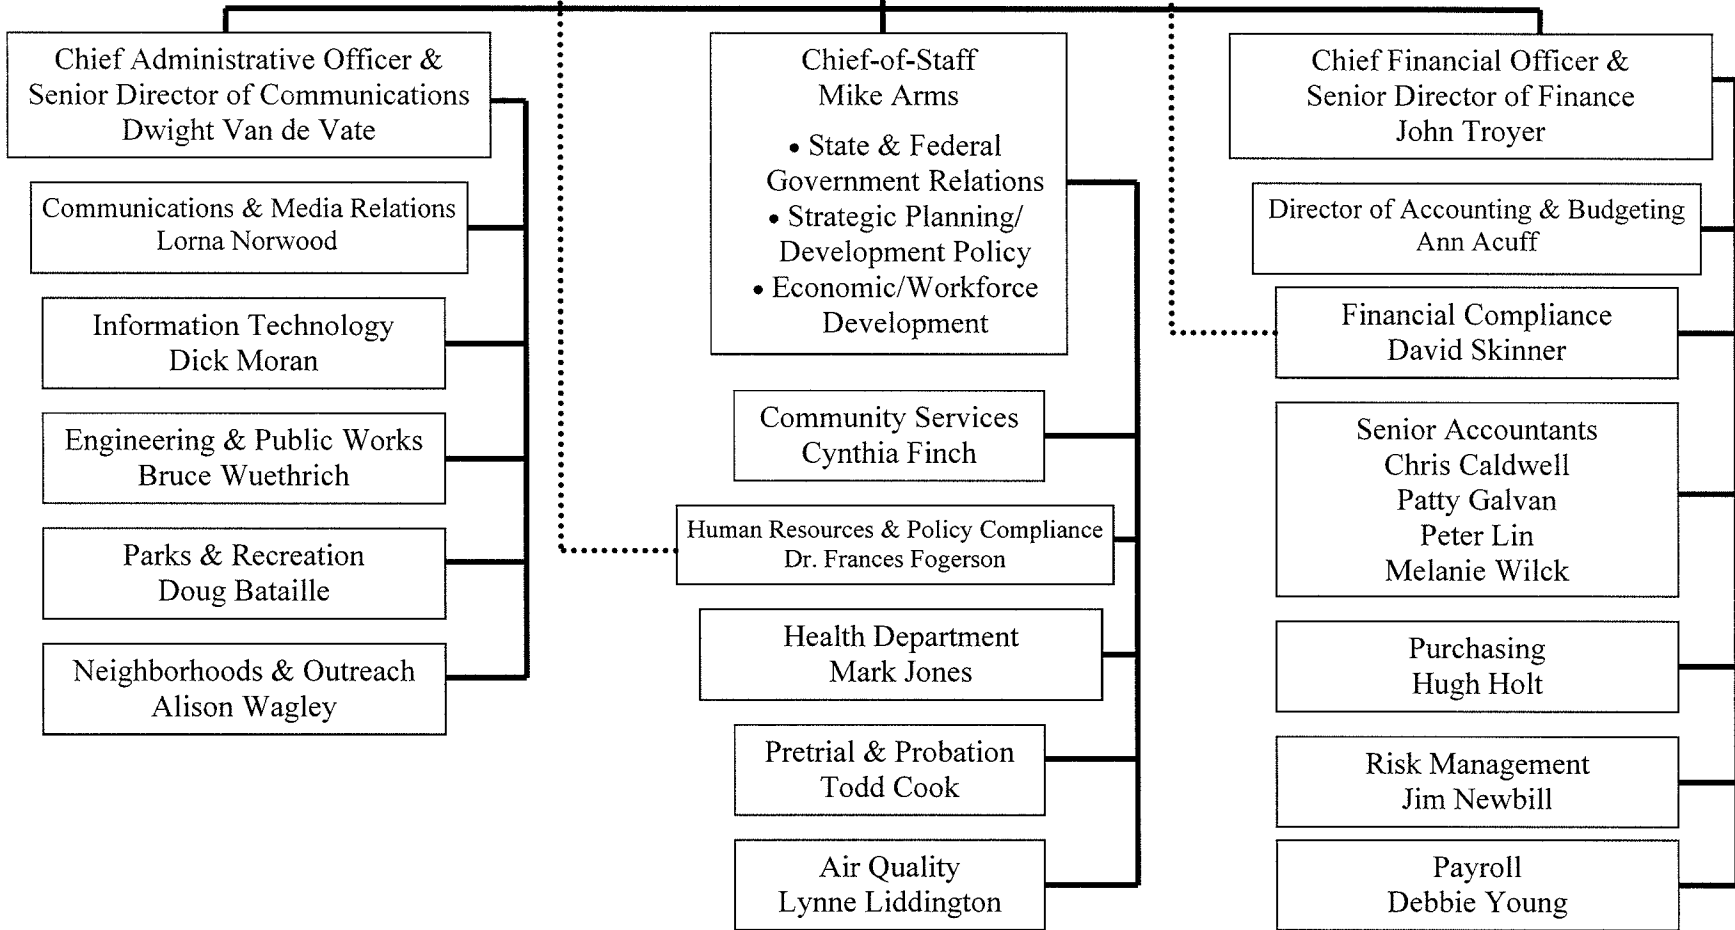 Chief Administrative Officer &
Senior Director of Communications
Dwight Van de Vate
Communications & Media Relations
Lorna Norwood
Information Technology
Dick Moran
Engineering & Public Works
Bruce Wuethrich
Parks & Recreation
Doug Bataille
Neighborhoods & Outreach
Alison Wagley
Chief-of-Staff
Mike Arms
• State & Federal
Government Relations
• Strategic Planning/
Development Policy
• Economic/Workforce
Development
Community Services
Cynthia Finch
Human Resources & Policy Compliance
Dr. Frances Fogerson
Health Department
Mark Jones
Pretrial & Probation
Todd Cook
Air Quality
Lynne Liddington
Chief Financial Officer &
Senior Director of Finance
John Troyer
Director of Accounting & Budgeting
Ann Acuff
Financial Compliance
David Skinner
Senior Accountants
Chris Caldwell
Patty Galvan
Peter Lin
Melanie Wilck
Purchasing
Hugh Holt
Risk Management
Jim Newbill
Payroll
Debbie Young